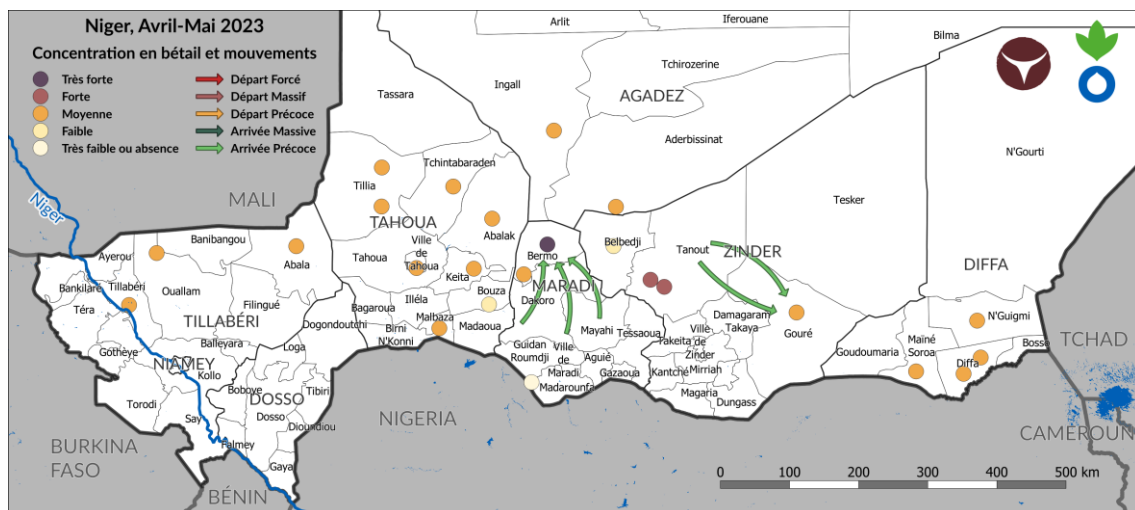 Niger, Avril-Mai 2023
Concentration en bétail et mouvements
Très forte
Forte
Moyenne
Faible
Très faible ou absence
Départ Forcé
Départ Massif
Départ Précoce
Arrivée Massive
Arrivée Précoce
Arlit
Iferouane
Bilma
Tchirozerine
Ingall
Tassara
AGADEZ
Aderbissinat
N'Gourti
Tchintabaraden
Tillia
MALI
Niger
Tesker
TAHOUA
Abalak
Banibangou
Ayerou
Abala
Tahoua
Ville
de
Tahoua
Keita
Belbedji
Tanout
ZINDER
Bermo
DIFFA
Bankilaré
Tillabéri
Ouallam
Téra
Filingué
TILLABÉRI
Illéla
Bouza
Bagaroua
Malbaza
Birni
N'Konni
Madaoua
MARADI
Dakoro
Mayahi
Tessaoua
Damagaram
Takaya
Gouré
N'Guigmi
Bosso
TCHAD
Dogondoutchi
Gothèye
Balleyara
Loga
NIAMEY
Kollo
Guidan
Roumdji
Ville
de
Maradi
Aguié
Gazaoua
Madarounfa
Ville
de
Zinder
Takeita
Mirriah
Kantché
Magaria
Dungass
Goudoumaria
Maïné
Soroa
Diffa
Torodi
Say
Boboye
DOSSO
Tibiri
Dosso
Dioundiou
Falmey
Gaya
NIGERIA
BURKINA
FASO
BÉNIN
CAMEROUN
0 100 200 300 400 500 km